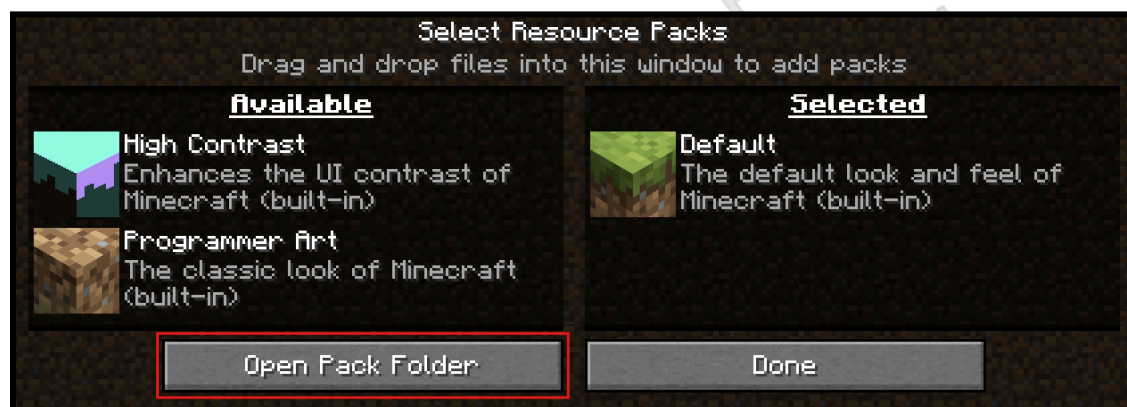 Select Resource Packs
Drag and drop files into this window to add packs
Available
High Contrast
Enhances the UI contrast of
Minecraft (built-in)
Programmer Art
The classic look of Minecraft
(built-in)
Selected
Default
The default look and feel of
Minecraft (built-in)
Open Pack Folder
Done